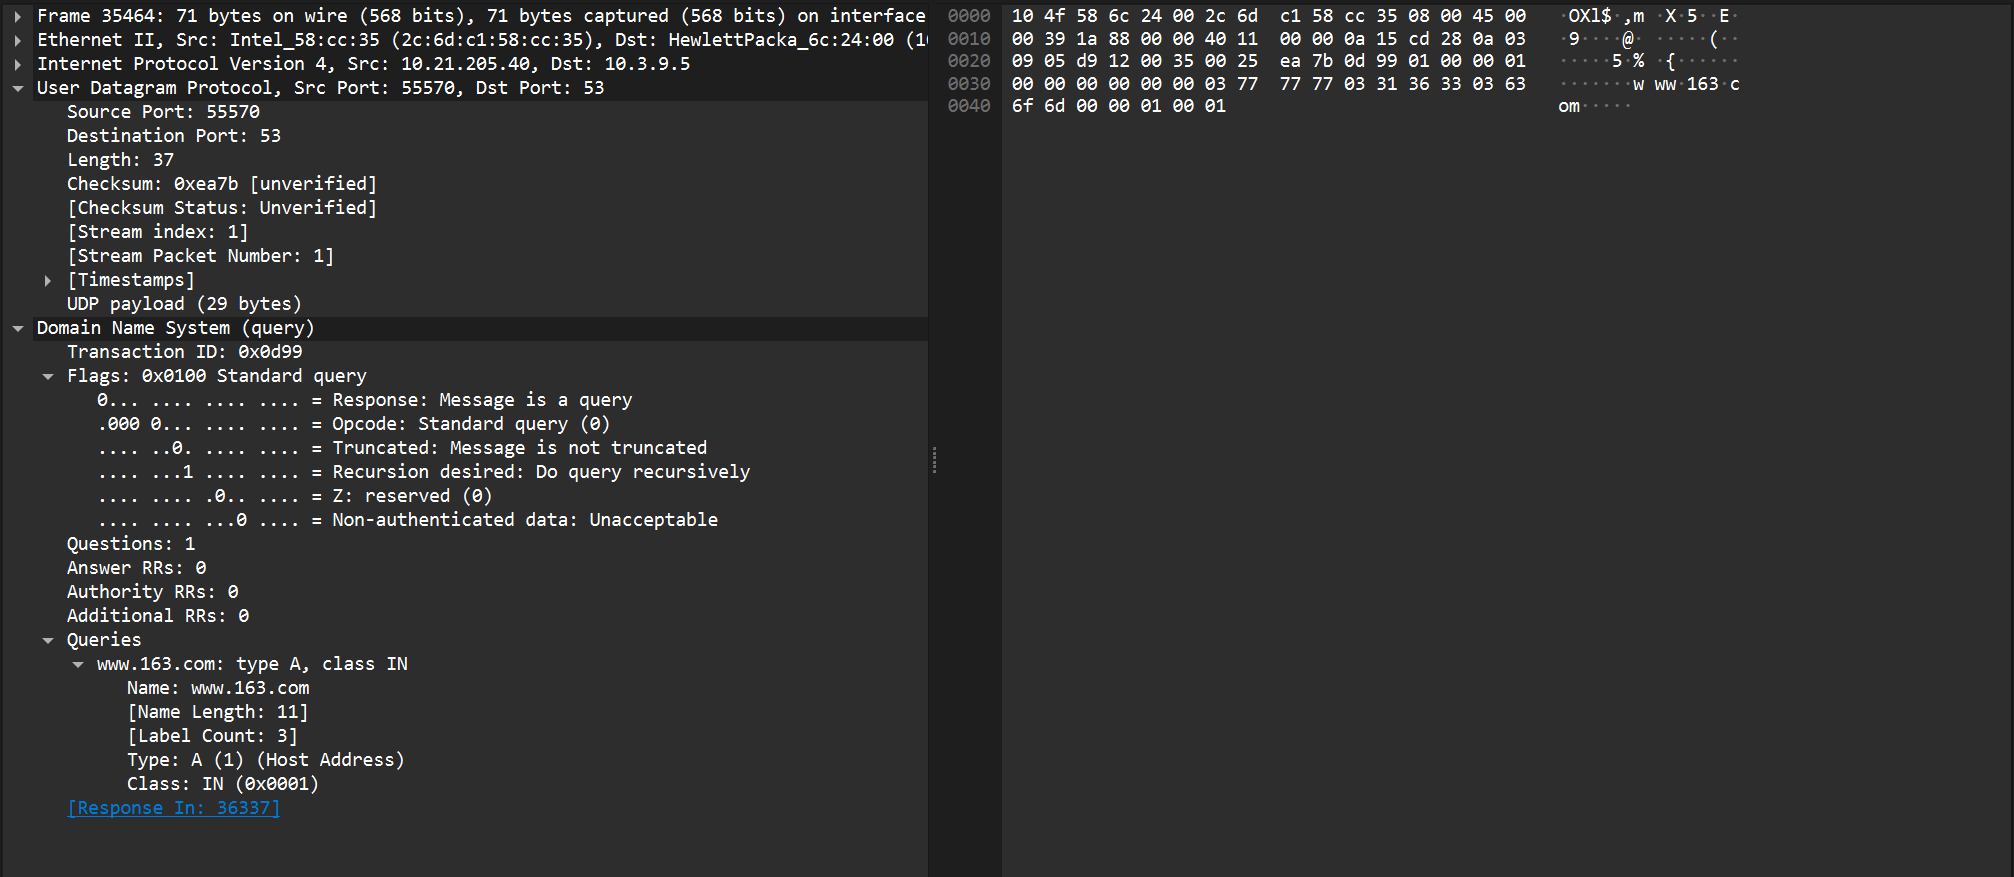 Frame 35464: 71 bytes on wire (568 bits), 71 bytes captured (568 bits) on interface
Ethernet II, Src: Intel_58:cc:35 (2c:6d:c1:58:cc:35), Dst: HewlettPacka_6c:24:00 (10
Internet Protocol Version 4, Src: 10.21.205.40, Dst: 10.3.9.5
User Datagram Protocol, Src Port: 55570, Dst Port: 53
Source Port: 55570
Destination Port: 53
Length: 37
Checksum: 0xea7b [unverified]
[Checksum Status: Unverified]
[Stream index: 1]
[Stream Packet Number: 1]
[Timestamps]
UDP payload (29 bytes)
Domain Name System (query)
Transaction ID: 0x0d99
Flags: 0x0100 Standard query
0... .... .... .... = Response: Message is a query
.000 0... .... .... = Opcode: Standard query (0)
.... ..0. .... .... = Truncated: Message is not truncated
.... ...1 .... .... = Recursion desired: Do query recursively
.... .... .0.. .... = Z: reserved (0)
.... .... ...0 .... = Non-authenticated data: Unacceptable
Questions: 1
Answer RRs: 0
Authority RRs: 0
Additional RRs: 0
Queries
www.163.com: type A, class IN
Name: www.163.com
[Name Length: 11]
[Label Count: 3]
Type: A (1) (Host Address)
Class: IN (0x0001)
[Response In: 36337]
0000 10 4f 58 6c 24 00 2c 6d c1 58 cc 35 08 00 45 00 ·OXl$·,m ·X·5··E·
0010 00 39 1a 88 00 00 40 11 00 00 0a 15 cd 28 0a 03 ·9····@· ·····(··
0020 09 05 d9 12 00 35 00 25 ea 7b 0d 99 01 00 00 01 ·····5·% ·{······
0030 00 00 00 00 00 00 03 77 77 77 03 31 36 33 03 63 ·······w ww·163·c
0040 6f 6d 00 00 01 00 01 om·····